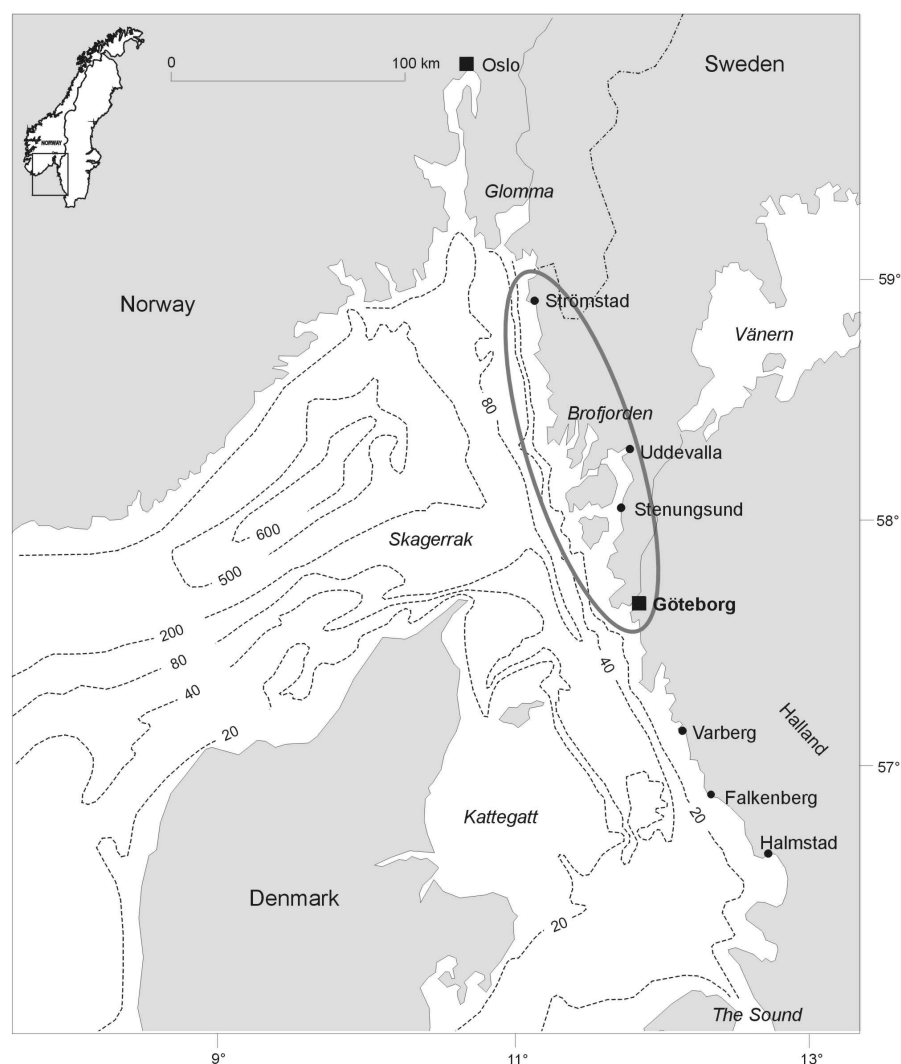 0
100 km
Oslo
Sweden
NORWAY
Glomma
59°
Norway
Strömstad
Vänern
80
Brofjorden
Uddevalla
Stenungsund
58°
600
Skagerrak
500
Göteborg
200
80
40
40
20
Halland
Varberg
57°
Falkenberg
20
Kattegatt
Halmstad
Denmark
20
The Sound
9°
11°
13°